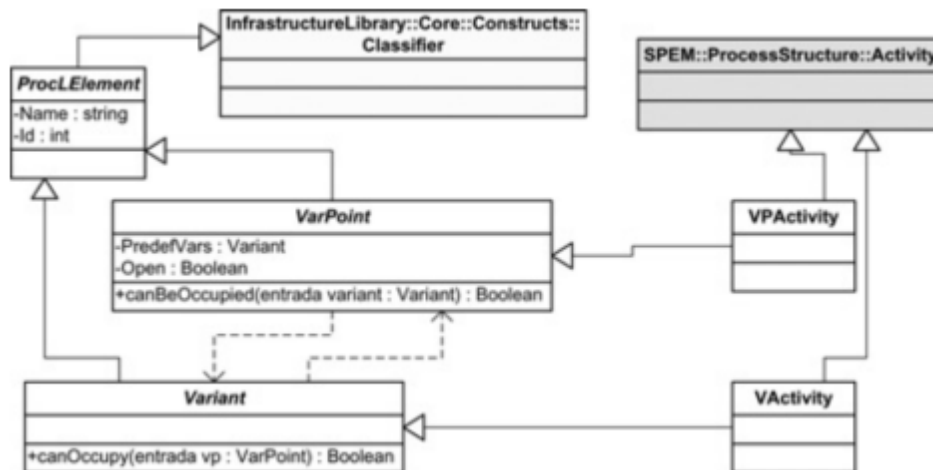 InfrastructureLibrary::Core::Constructs::
Classifier
SPEM::ProcessStructure::Activity
ProcLElement
-Name : string
-Id : int
VarPoint
-PredefVars : Variant
-Open : Boolean
+canBeOccupied(entrada variant : Variant) : Boolean
VPActivity
Variant
+canOccupy(entrada vp : VarPoint) : Boolean
VActivity